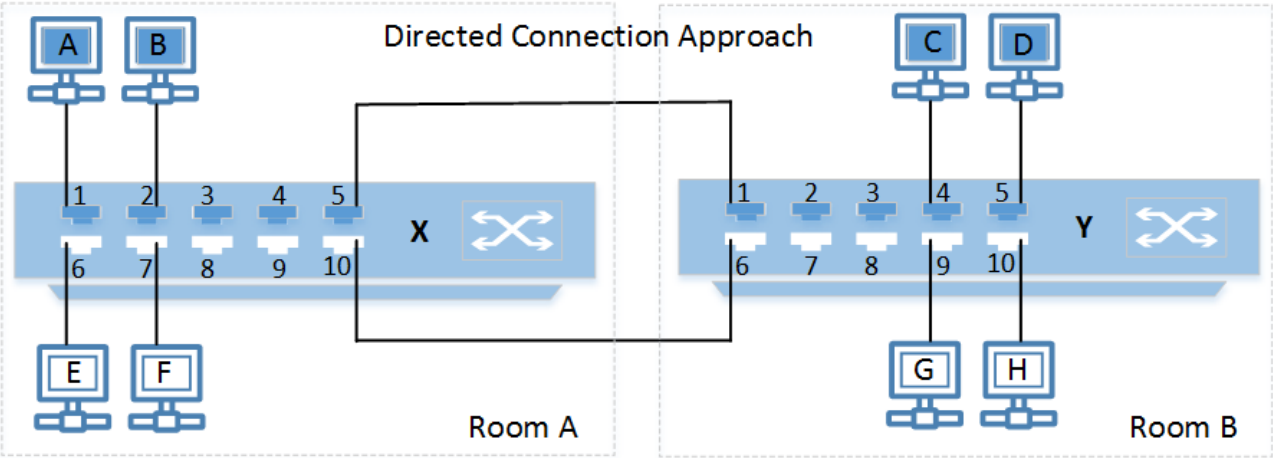 Directed Connection Approach
A B
C D
1 2 3 4 5
X
6 7 8 9 10
1 2 3 4 5
Y
6 7 8 9 10
E F
G H
Room A
Room B